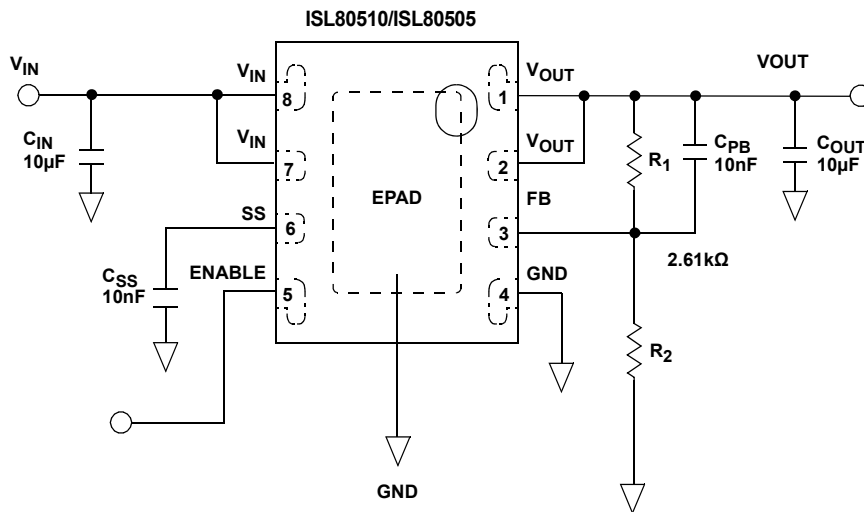 ISL80510/ISL80505
VIN
VIN
8
VIN
7
SS
6
ENABLE
5
CIN
10µF
CSS
10nF
EPAD
VOUT
1
VOUT
2
FB
3
GND
4
VOUT
R1
CPB
10nF
COUT
10µF
2.61kΩ
R2
GND